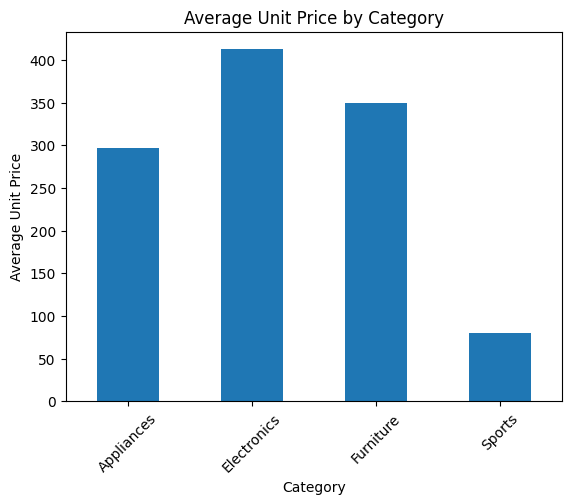 Average Unit Price by Category
Average Unit Price
400
350
300
250
200
150
100
50
0
Appliances
Electronics
Furniture
Sports
Category